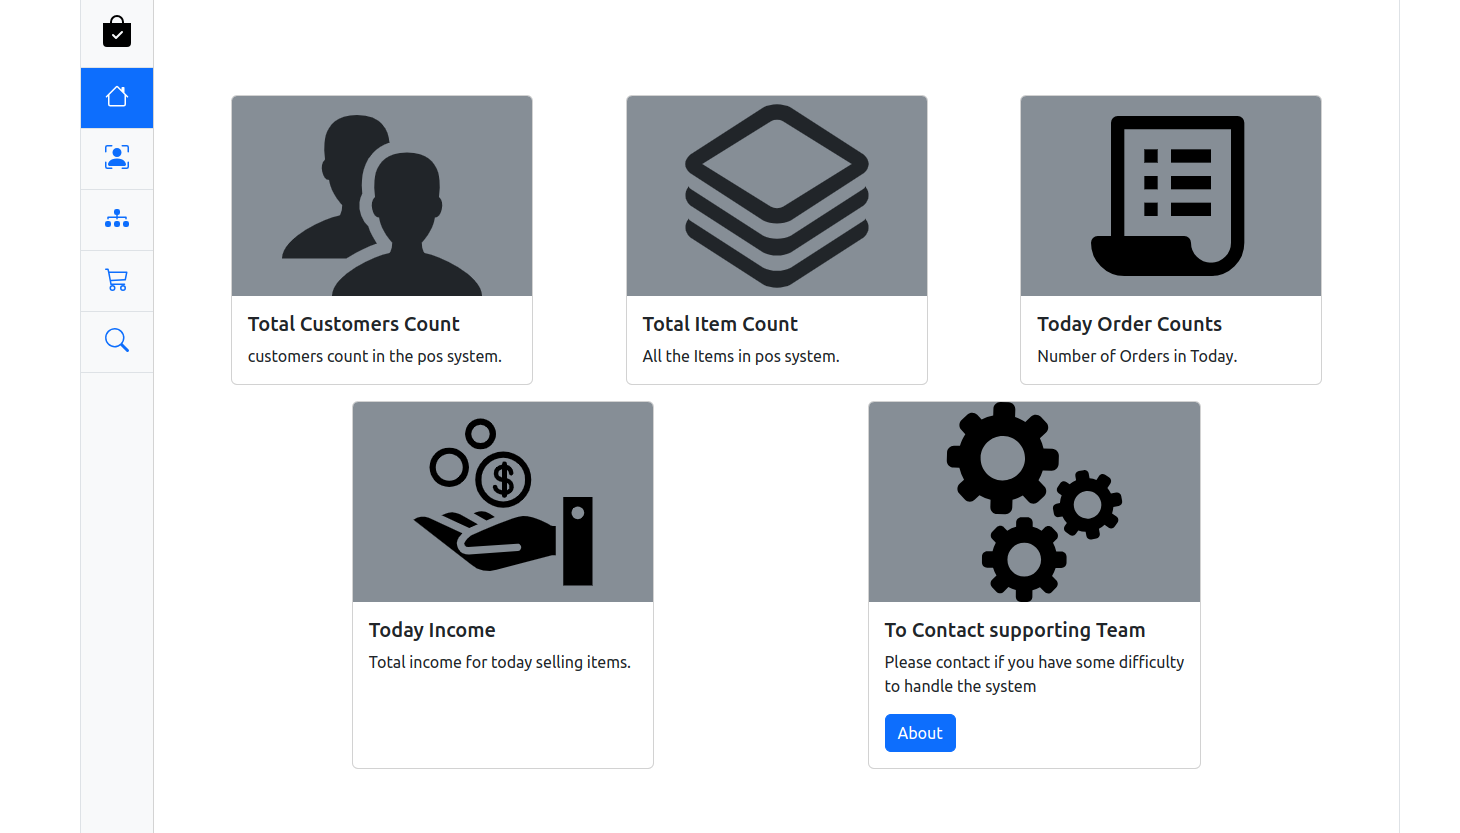 Total Customers Count
customers count in the pos system.
Total Item Count
All the Items in pos system.
Today Order Counts
Number of Orders in Today.
$
Today Income
Total income for today selling items.
To Contact supporting Team
Please contact if you have some difficulty
to handle the system
About